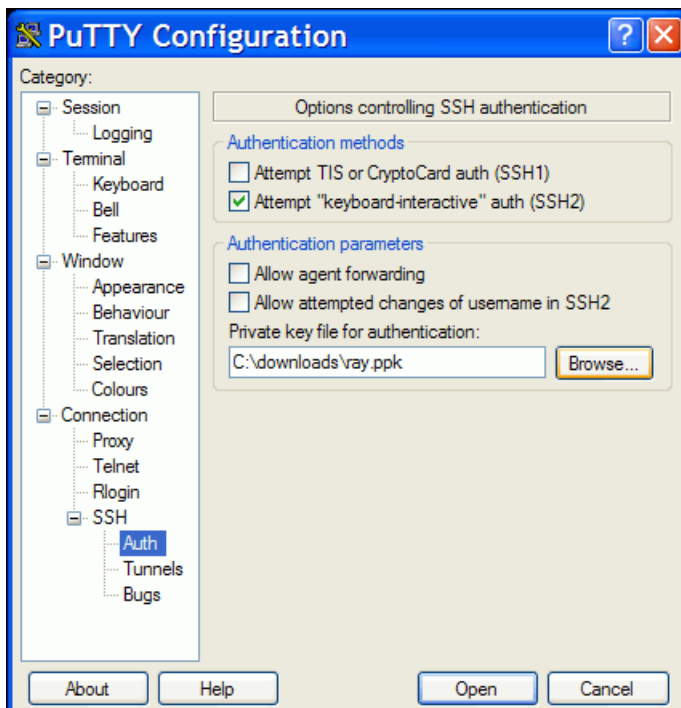 PuTTY Configuration
Category:
Session
Logging
Terminal
Keyboard
Bell
Features
Window
Appearance
Behaviour
Translation
Selection
Colours
Connection
Proxy
Telnet
Rlogin
SSH
Auth
Tunnels
Bugs
Options controlling SSH authentication
Authentication methods
Attempt TIS or CryptoCard auth (SSH1)
Attempt "keyboard-interactive" auth (SSH2)
Authentication parameters
Allow agent forwarding
Allow attempted changes of username in SSH2
Private key file for authentication:
C:\downloads\ray.ppk
Browse...
About
Help
Open
Cancel